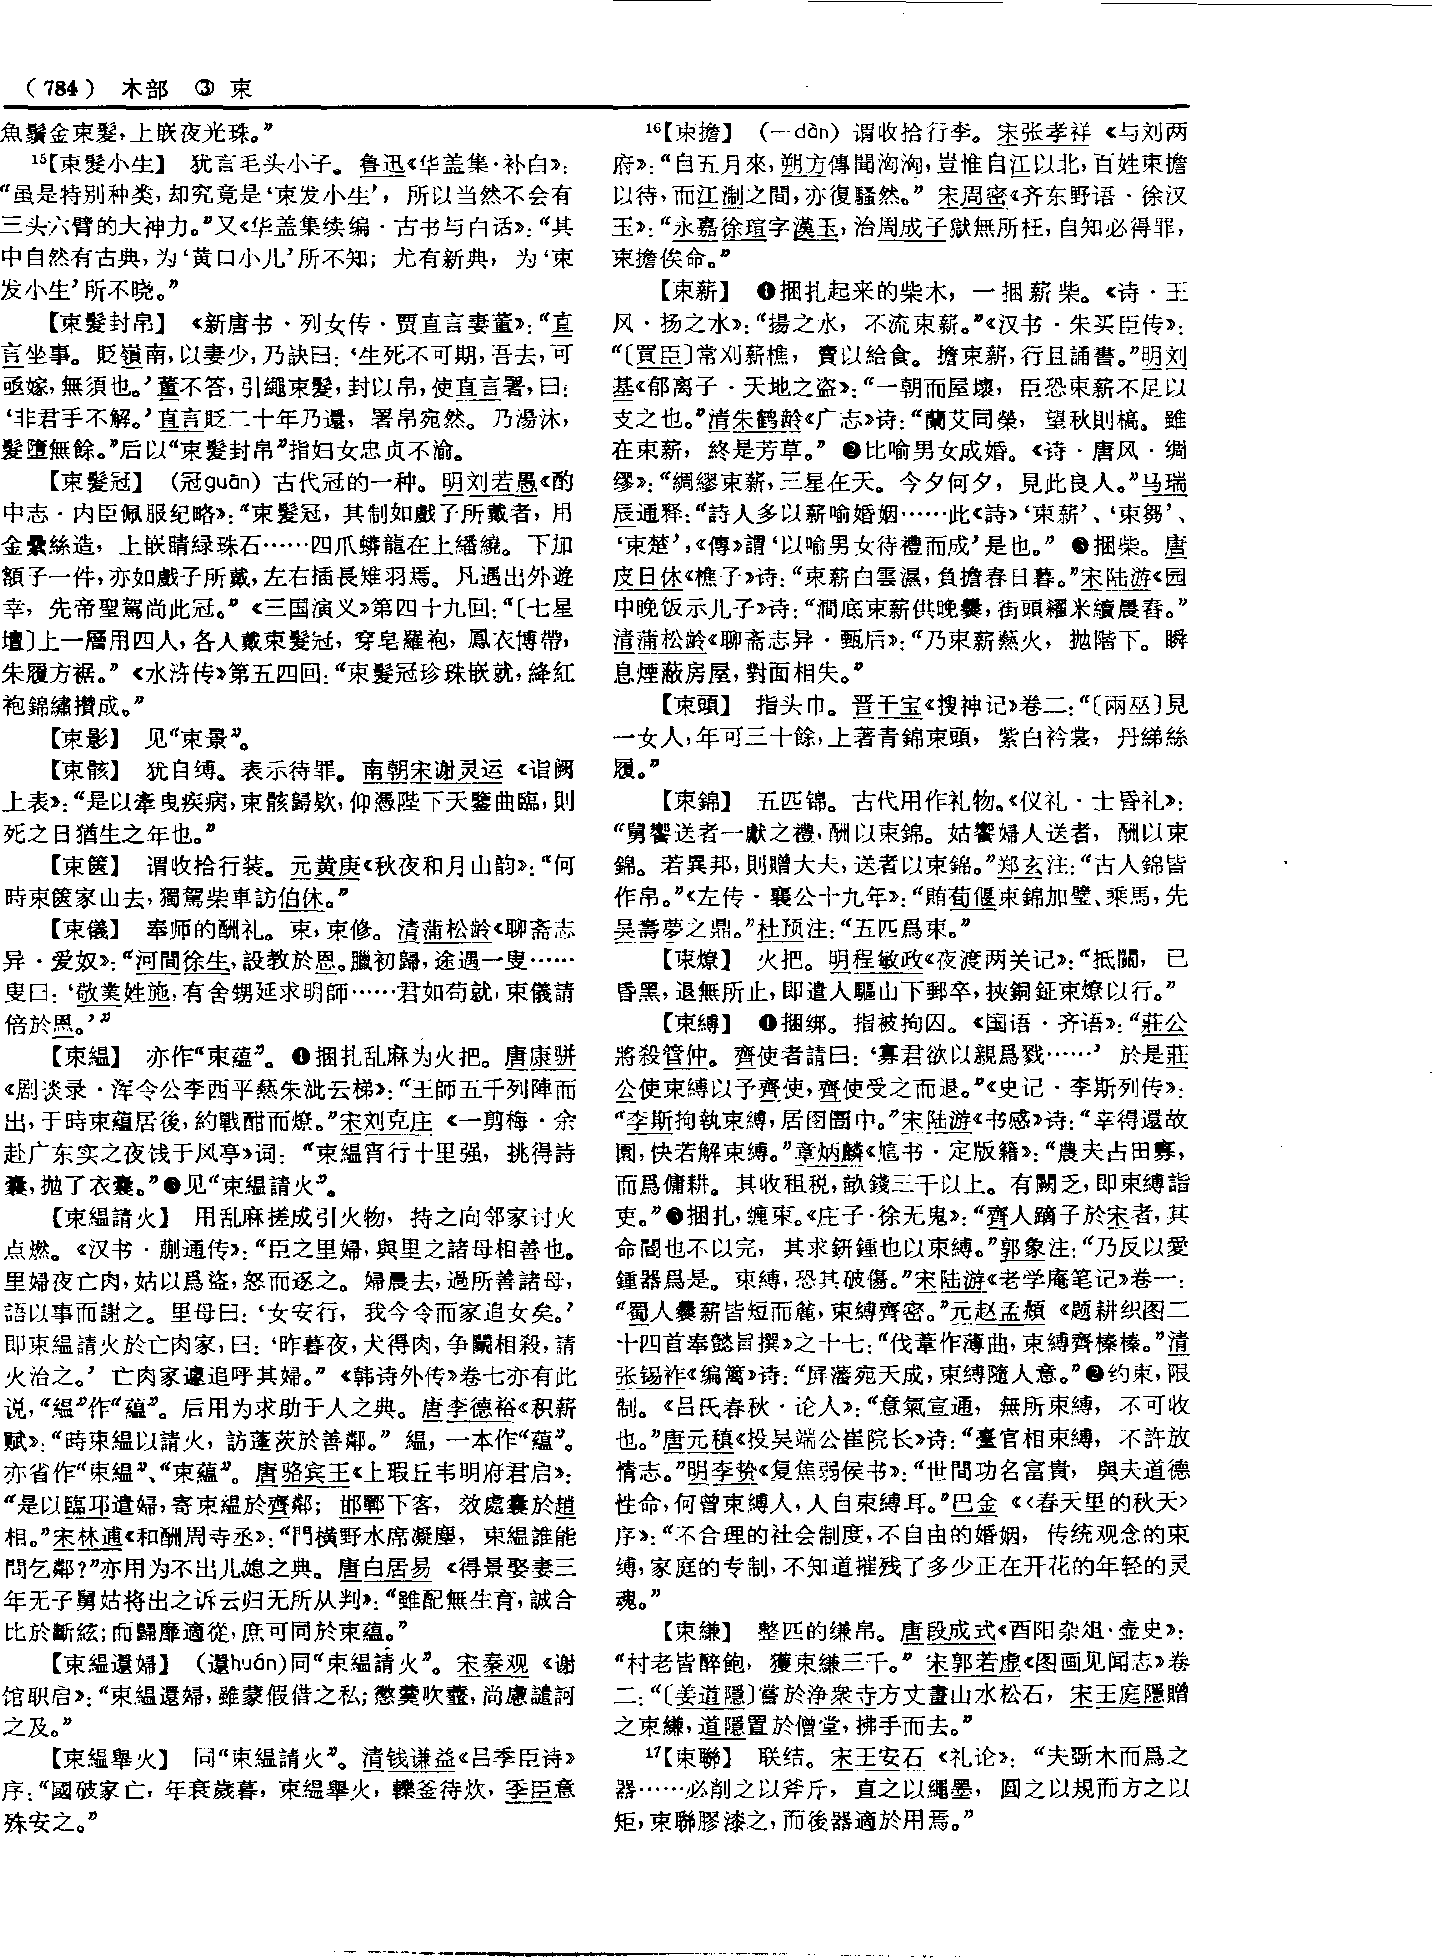 （784） 木部 ③ 束
魚鬚金束髮，上嵌夜光珠。”
15【束髮小生】 犹言毛头小子。鲁迅《华盖集·补白》：
“虽是特别种类，却究竟是‘束发小生’，所以当然不会有
三头六臂的大神力。”又《华盖集续编·古书与白话》：“其
中自然有古典，为‘黄口小儿’所不知；尤有新典，为‘束
发小生’所不晓。”
【束髮封帛】 《新唐书·列女传·贾直言妻董》：“直
言坐事。貶嶺南，以妻少，乃訣曰：‘生死不可期，吾去，可
亟嫁，無須也。’董不答，引繩束髮，封以帛，使直言署，曰：
‘非君手不解。’直言貶二十年乃還，署帛宛然。乃湯沐，
髮墮無餘。”后以“束髮封帛”指妇女忠贞不渝。
【束髮冠】（冠guān）古代冠的一种。明刘若愚《酌
中志·内臣佩服纪略》：“束髮冠，其制如戲子所戴者，用
金纍絲造，上嵌睛緑珠石……四爪蟒龍在上繙繞。下加
額子一件，亦如戲子所戴，左右插長雉羽焉。凡遇出外遊
幸，先帝聖駕尚此冠。”《三国演义》第四十九回：“〔七星
壇〕上一層用四人，各人戴束髮冠，穿皂羅袍，鳳衣博帶，
朱履方裾。”《水浒传》第五四回：“束髮冠珍珠嵌就，絳紅
袍錦繡攢成。”
【束影】 见“束景”。
【束骸】 犹自缚。表示待罪。南朝宋谢灵运《诣阙
上表》：“是以牽曳疾病，束骸歸欵，仰憑陛下天鑒曲臨，則
死之日猶生之年也。”
【束篋】 谓收拾行装。元黄庚《秋夜和月山韵》：“何
時束篋家山去，獨駕柴車訪伯休。”
【束儀】 奉师的酬礼。束，束修。清蒲松龄《聊斋志
异·爱奴》：“河間徐生，設教於恩。臘初歸，途遇一叟……
叟曰：‘敬業姓施，有舍甥延求明師……君如苟就，束儀請
倍於恩。’”
【束緼】 亦作“束蕴”。❶捆扎乱麻为火把。唐康骈
《剧谈录·浑令公李西平爇朱泚云梯》：“王師五千列陣而
出，于時束蘊居後，約戰酣而燎。”宋刘克庄《一剪梅·余
赴广东实之夜饯于风亭》词：“束緼宵行十里强，挑得詩
囊，抛了衣囊。”❷见“束緼請火”。
【束緼請火】 用乱麻搓成引火物，持之向邻家讨火
点燃。《汉书·蒯通传》：“臣之里婦，與里之諸母相善也。
里婦夜亡肉，姑以爲盜，怒而逐之。婦晨去，過所善諸母，
語以事而謝之。里母曰：‘女安行，我今令而家追女矣。’
即束緼請火於亡肉家，曰：‘昨暮夜，犬得肉，争鬭相殺，請
火治之。’亡肉家遽追呼其婦。”《韩诗外传》卷七亦有此
说，“緼”作“蘊”。后用为求助于人之典。唐李德裕《积薪
赋》：“時束緼以請火，訪蓬茨於善鄰。”緼，一本作“蘊”。
亦省作“束緼”、“束蘊”。唐骆宾王《上瑕丘韦明府君启》：
“是以臨邛遣婦，寄束緼於齊鄰；邯鄲下客，效處囊於趙
相。”宋林逋《和酬周寺丞》：“門横野水席凝塵，束緼誰能
問乞鄰？”亦用为不出儿媳之典。唐白居易《得景娶妻三
年无子舅姑将出之诉云归无所从判》：“雖配無生育，誠合
比於斷絃；而歸靡適從，庶可同於束蕴。”
【束緼還婦】（還huán）同“束緼請火”。宋秦观《谢
馆职启》：“束緼還婦，雖蒙假借之私；懲羹吹虀，尚慮譴訶
之及。”
【束緼舉火】 同“束緼請火”。清钱谦益《吕季臣诗》
序：“國破家亡，年衰歲暮，束緼舉火，轢釜待炊，季臣意
殊安之。”
16【束擔】（—dàn）谓收拾行李。宋张孝祥《与刘两
府》：“自五月來，朔方傳聞洶洶，豈惟自江以北，百姓束擔
以待，而江淛之間，亦復騷然。”宋周密《齐东野语·徐汉
玉》：“永嘉徐瑄字漢玉，治周成子獄無所枉，自知必得罪，
束擔俟命。”
【束薪】 ❶捆扎起来的柴木，一捆薪柴。《诗·王
风·扬之水》：“揚之水，不流束薪。”《汉书·朱买臣传》：
“〔買臣〕常刈薪樵，賣以給食。擔束薪，行且誦書。”明刘
基《郁离子·天地之盗》：“一朝而屋壞，臣恐束薪不足以
支之也。”清朱鹤龄《广志》诗：“蘭艾同榮，望秋則槁。雖
在束薪，終是芳草。”❷比喻男女成婚。《诗·唐风·绸
缪》：“綢繆束薪，三星在天。今夕何夕，見此良人。”马瑞
辰通释：“詩人多以薪喻婚姻……此《詩》‘束薪’、‘束芻’、
‘束楚’，《傳》謂‘以喻男女待禮而成’是也。”❸捆柴。唐
皮日休《樵子》诗：“束薪白雲濕，負擔春日暮。”宋陆游《园
中晚饭示儿子》诗：“澗底束薪供晚爨，街頭糴米續晨舂。”
清蒲松龄《聊斋志异·甄后》：“乃束薪爇火，抛階下。瞬
息煙蔽房屋，對面相失。”
【束頭】 指头巾。晋干宝《搜神记》卷二：“〔兩巫〕見
一女人，年可三十餘，上著青錦束頭，紫白袷裳，丹綈絲
履。”
【束錦】 五匹锦。古代用作礼物。《仪礼·士昏礼》：
“舅饗送者一獻之禮，酬以束錦。姑饗婦人送者，酬以束
錦。若異邦，則贈大夫，送者以束錦。”郑玄注：“古人錦皆
作帛。”《左传·襄公十九年》：“賄荀偃束錦加璧、乘馬，先
吴壽夢之鼎。”杜预注：“五匹爲束。”
【束燎】 火把。明程敏政《夜渡两关记》：“抵關，已
昏黑，退無所止，即遣人驅山下郵卒，挾銅鉦束燎以行。”
【束縛】 ❶捆绑。指被拘囚。《国语·齐语》：“莊公
將殺管仲。齊使者請曰：‘寡君欲以親爲戮……’於是莊
公使束縛以予齊使，齊使受之而退。”《史记·李斯列传》：
“李斯拘執束縛，居囹圄中。”宋陆游《书感》诗：“幸得還故
園，快若解束縛。”章炳麟《訄书·定版籍》：“農夫占田寡，
而爲傭耕。其收租税，畝錢三千以上。有闕乏，即束縛詣
吏。”❷捆扎，缠束。《庄子·徐无鬼》：“齊人蹢子於宋者，其
命閽也不以完，其求鈃鍾也以束縛。”郭象注：“乃反以愛
鍾器爲是。束縛，恐其破傷。”宋陆游《老学庵笔记》卷一：
“蜀人爨薪皆短而麄，束縛齊密。”元赵孟頫《题耕织图二
十四首奉懿旨撰》之十七：“伐葦作薄曲，束縛齊榛榛。”清
张锡祚《编篱》诗：“屏藩宛天成，束縛隨人意。”❷约束，限
制。《吕氏春秋·论人》：“意氣宣通，無所束縛，不可收
也。”唐元稹《投吴端公崔院长》诗：“臺官相束縛，不許放
情志。”明李贽《复焦弱侯书》：“世間功名富貴，與夫道德
性命，何曾束縛人，人自束縛耳。”巴金《〈春天里的秋天〉
序》：“不合理的社会制度，不自由的婚姻，传统观念的束
缚，家庭的专制，不知道摧残了多少正在开花的年轻的灵
魂。”
【束縑】 整匹的缣帛。唐段成式《酉阳杂俎·壶史》：
“村老皆醉飽，獲束縑三千。”宋郭若虚《图画见闻志》卷
二：“〔姜道隱〕嘗於浄衆寺方丈畫山水松石，宋王庭隱贈
之束縑，道隱置於僧堂，拂手而去。”
17【束聯】 联结。宋王安石《礼论》：“夫斲木而爲之
器……必削之以斧斤，直之以繩墨，圓之以規而方之以
矩，束聯膠漆之，而後器適於用焉。”